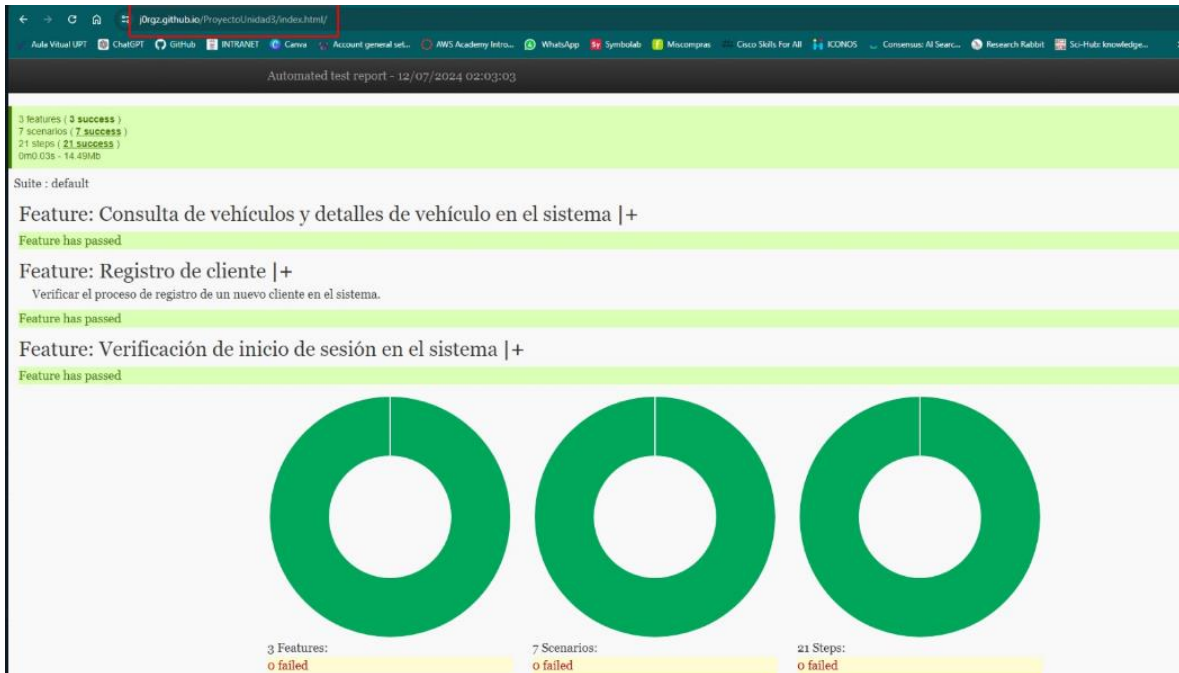 j0rgz.github.io/ProyectoUnidad3/index.html/
Aula Vitual UPT ChatGPT GitHub INTRANET Canva Account general set... AWS Academy Intro... WhatsApp Sy Symbolab Miscompras Cisco Skills For All ICONOS Consensus: AI Searc... Research Rabbit Sci-Hub: knowledge...
Automated test report - 12/07/2024 02:03:03
3 features ( 3 success )
7 scenarios ( 7 success )
21 steps ( 21 success )
0m0.03s - 14.49Mb
Suite : default
Feature: Consulta de vehículos y detalles de vehículo en el sistema |+
Feature has passed
Feature: Registro de cliente |+
Verificar el proceso de registro de un nuevo cliente en el sistema.
Feature has passed
Feature: Verificación de inicio de sesión en el sistema |+
Feature has passed
3 Features: 7 Scenarios: 21 Steps:
0 failed 0 failed 0 failed